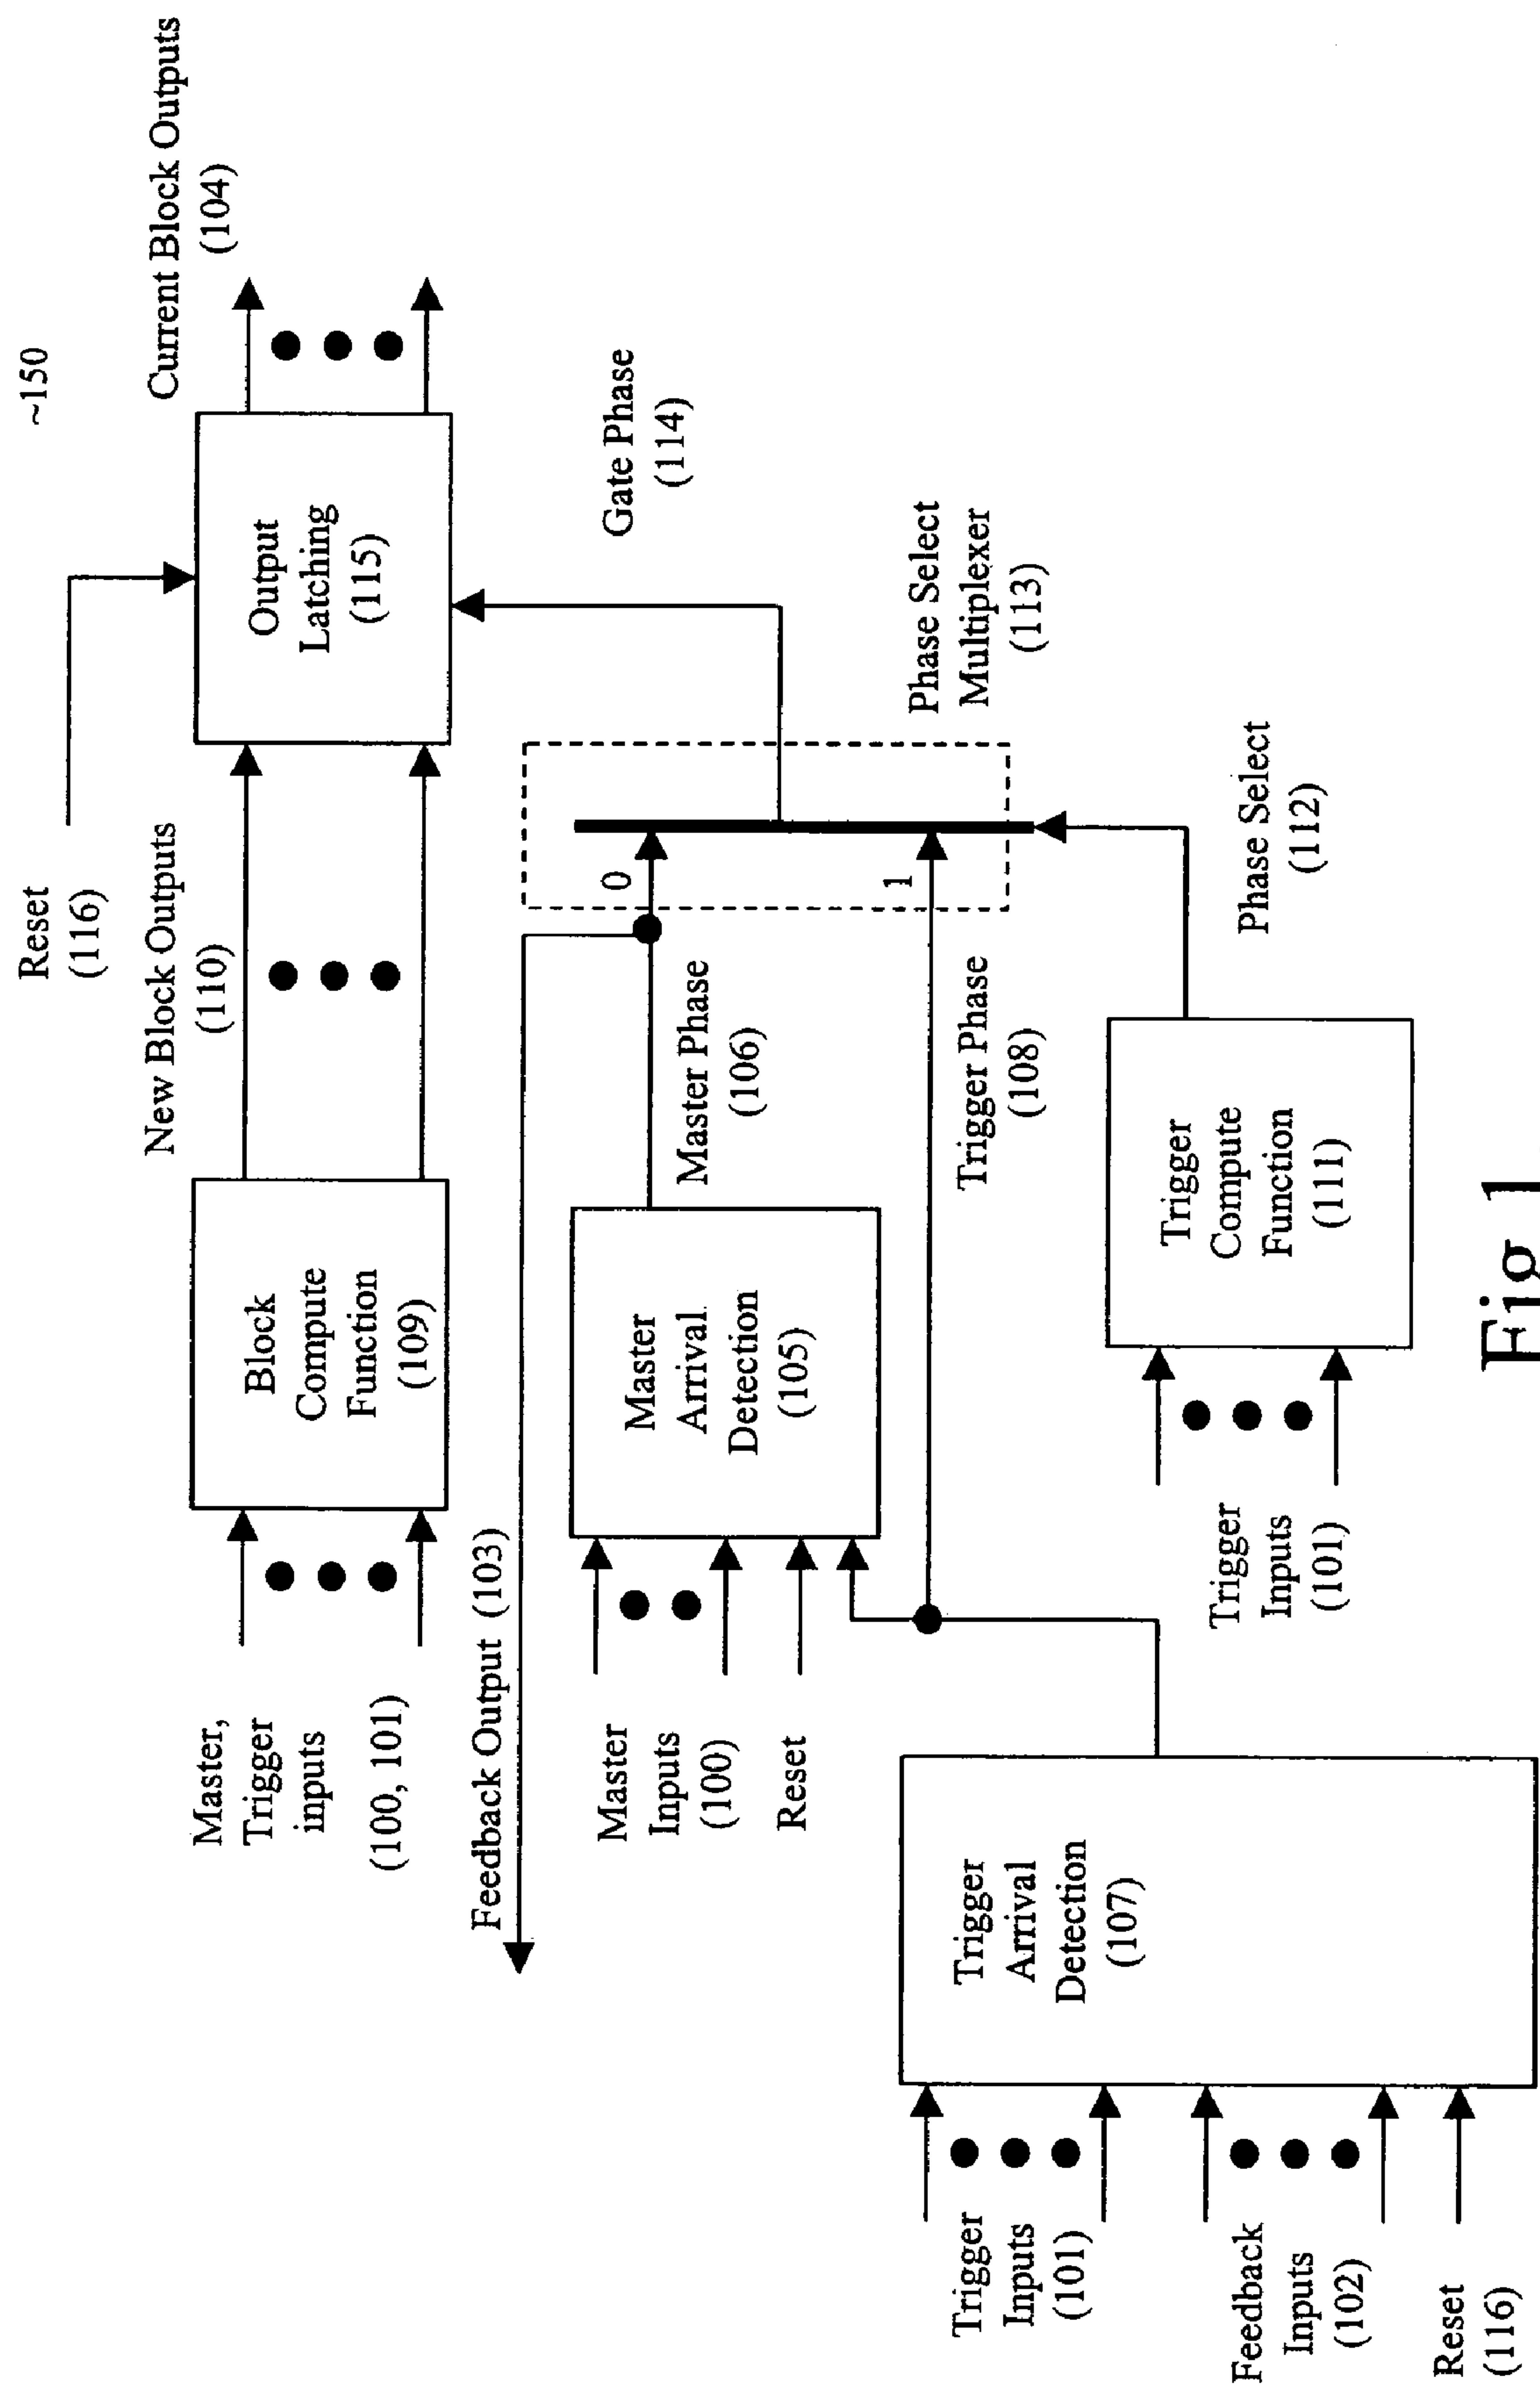 ~150
Reset
(116)
Current Block Outputs
(104)
New Block Outputs
(110)
Output
Latching
(115)
Block
Compute
Function
(109)
Master,
Trigger
inputs
(100, 101)
Gate Phase
(114)
Feedback Output (103)
0
1
Phase Select
Multiplexer
(113)
Master Phase
(106)
Master
Arrival
Detection
(105)
Master
Inputs
(100)
Reset
Trigger Phase
(108)
Phase Select
(112)
Trigger
Compute
Function
(111)
Trigger
Inputs
(101)
Trigger
Arrival
Detection
(107)
Trigger
Inputs
(101)
Feedback
Inputs
(102)
Reset
(116)
Fig 1